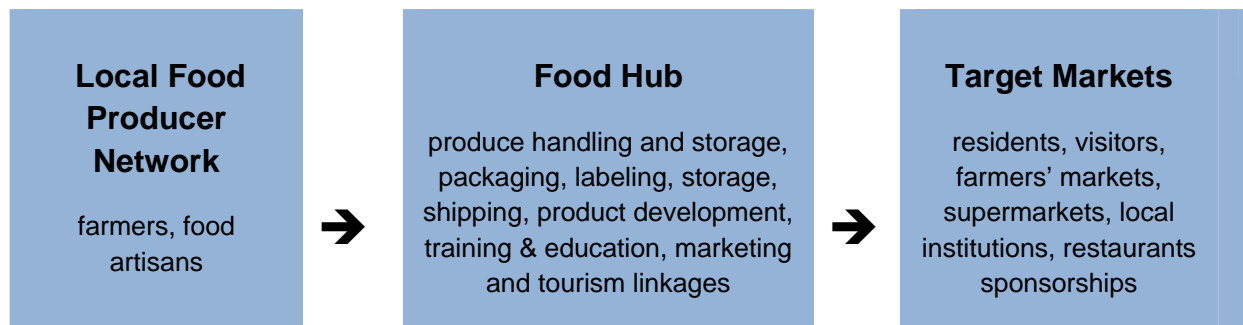 Local Food
Producer
Network
farmers, food
artisans
➔
Food Hub
produce handling and storage,
packaging, labeling, storage,
shipping, product development,
training & education, marketing
and tourism linkages
➔
Target Markets
residents, visitors,
farmers’ markets,
supermarkets, local
institutions, restaurants
sponsorships